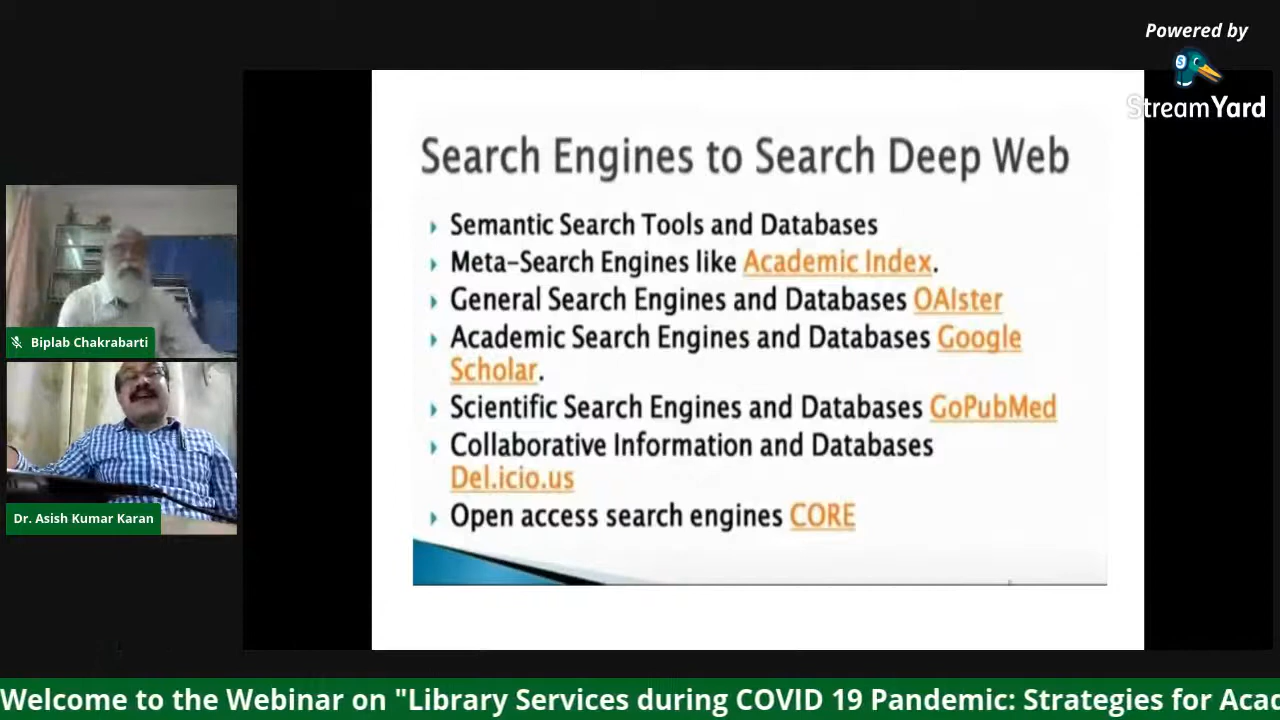 Powered by
StreamYard
Search Engines to Search Deep Web
Semantic Search Tools and Databases
Meta-Search Engines like Academic Index.
General Search Engines and Databases OAIster
Academic Search Engines and Databases Google
Scholar.
Scientific Search Engines and Databases GoPubMed
Collaborative Information and Databases
Del.icio.us
Open access search engines CORE
Biplab Chakrabarti
Dr. Asish Kumar Karan
Welcome to the Webinar on "Library Services during COVID 19 Pandemic: Strategies for Acad